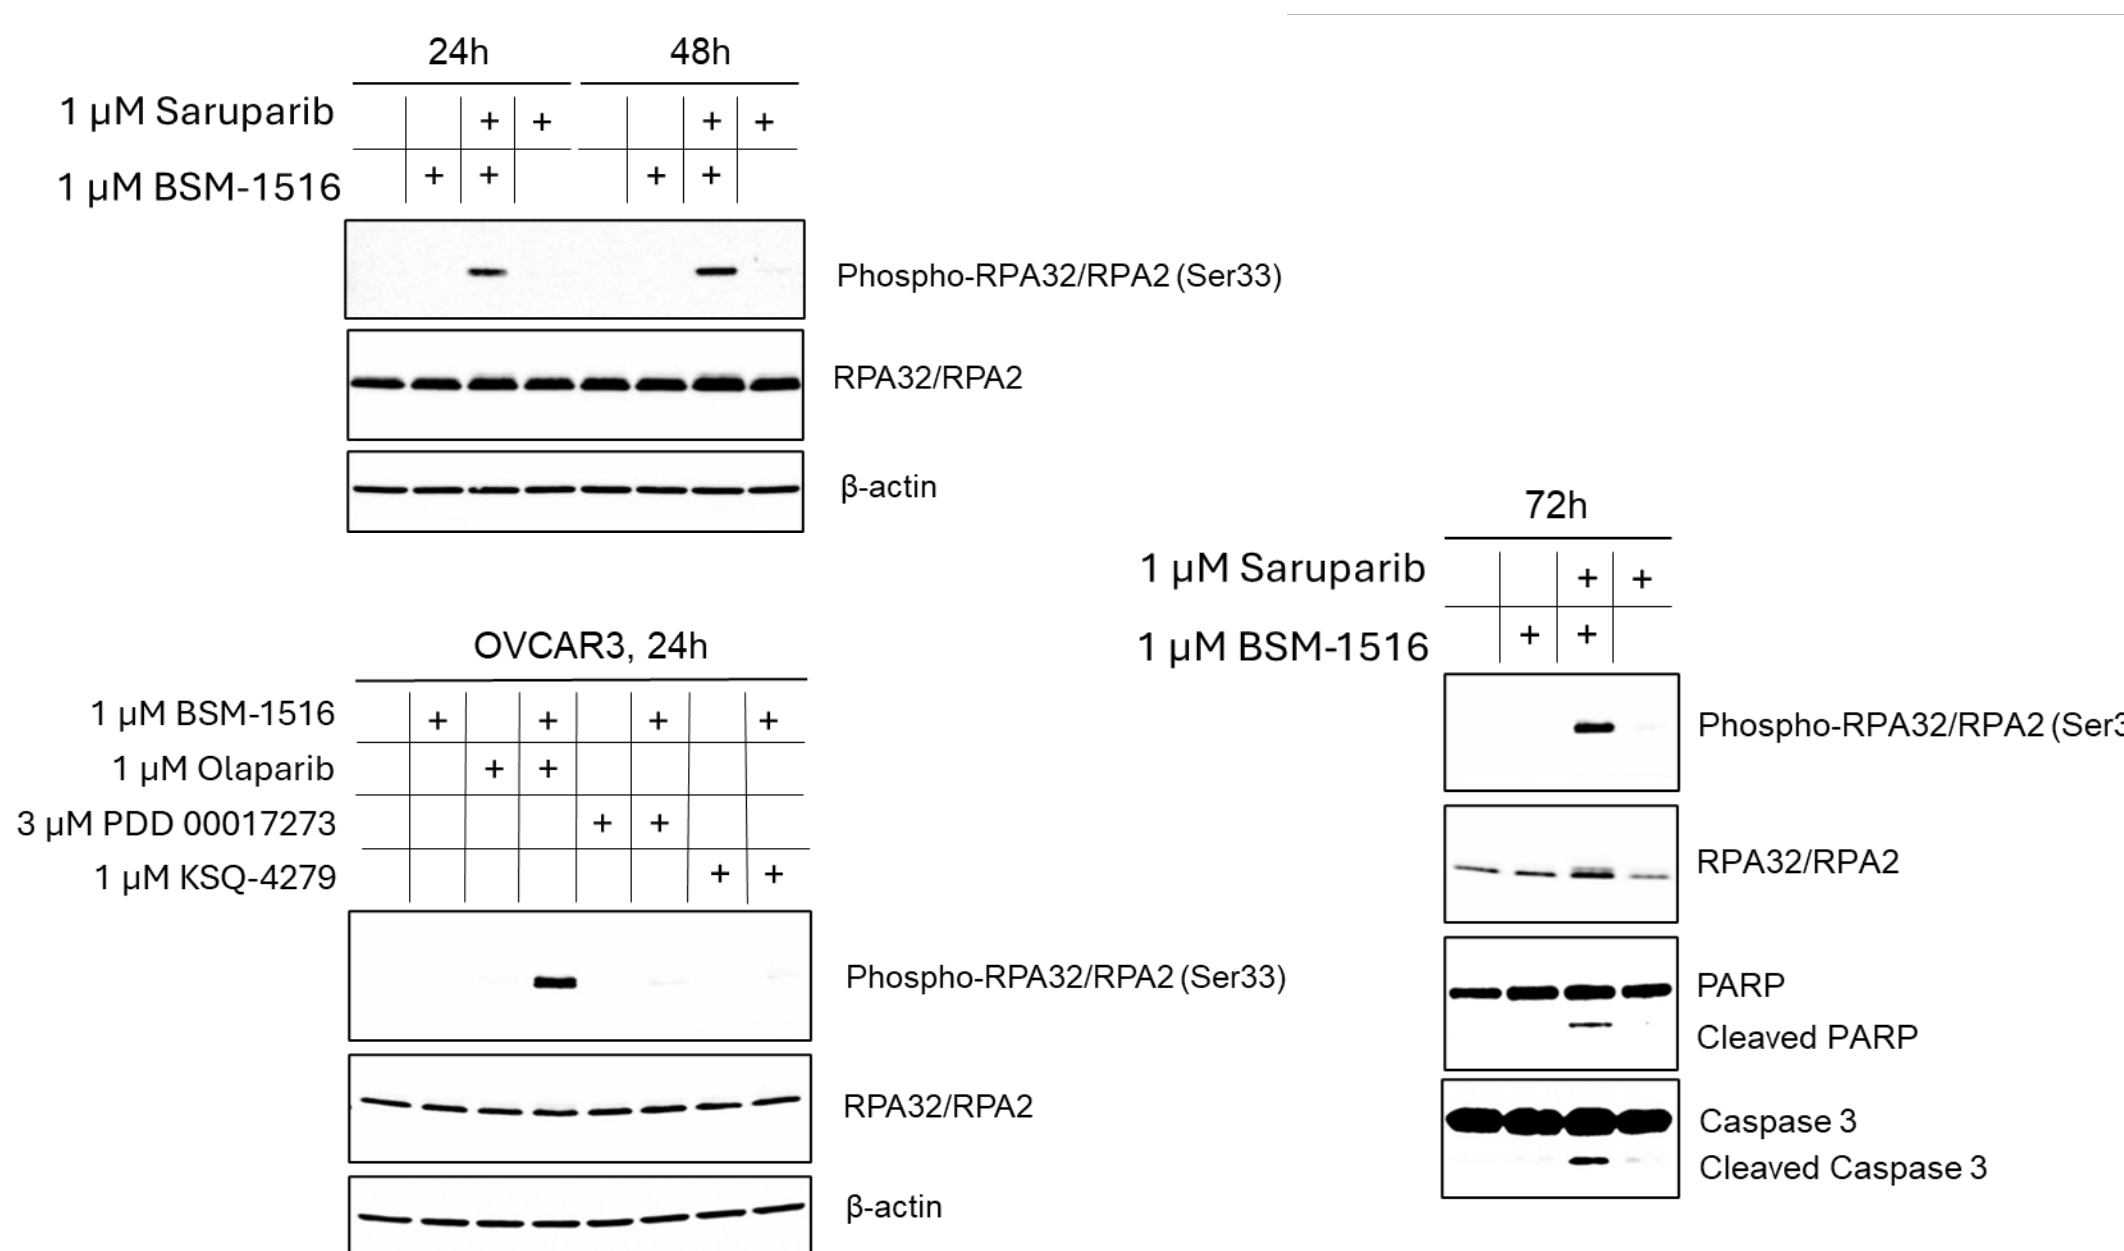 24h 48h
1 µM Saruparib + + + +
1 µM BSM-1516 + + + +
Phospho-RPA32/RPA2 (Ser33)
RPA32/RPA2
β-actin
OVCAR3, 24h
1 µM BSM-1516 + + + +
1 µM Olaparib + +
3 µM PDD 00017273 + +
1 µM KSQ-4279 + +
Phospho-RPA32/RPA2 (Ser33)
RPA32/RPA2
β-actin
72h
1 µM Saruparib + +
1 µM BSM-1516 + +
Phospho-RPA32/RPA2 (Ser3
RPA32/RPA2
PARP
Cleaved PARP
Caspase 3
Cleaved Caspase 3